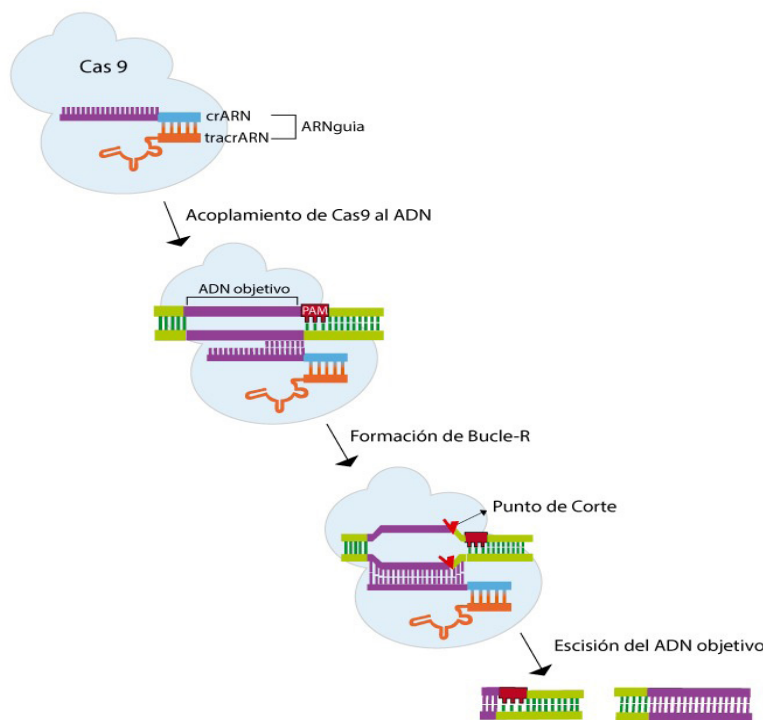 Cas 9
crARN
ARNguia
tracrARN
Acoplamiento de Cas9 al ADN
ADN objetivo
PAM
Formación de Bucle-R
Punto de Corte
Escisión del ADN objetivo